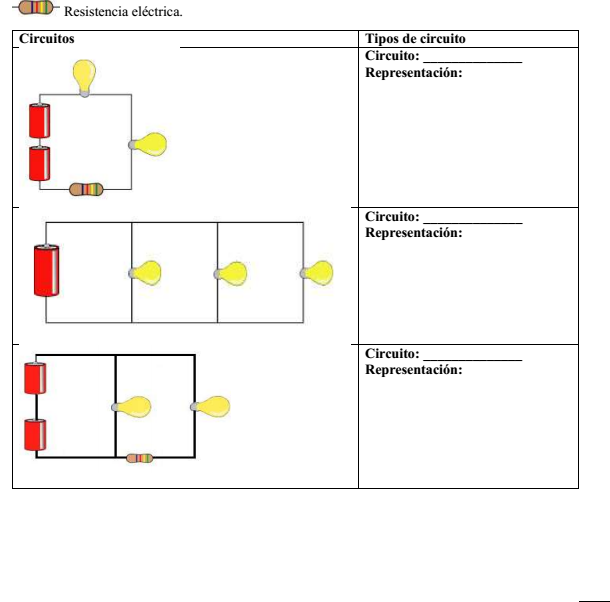 Resistencia eléctrica.
Circuitos
Tipos de circuito
Circuito: ______________
Representación:
Circuito: ______________
Representación:
Circuito: ______________
Representación: